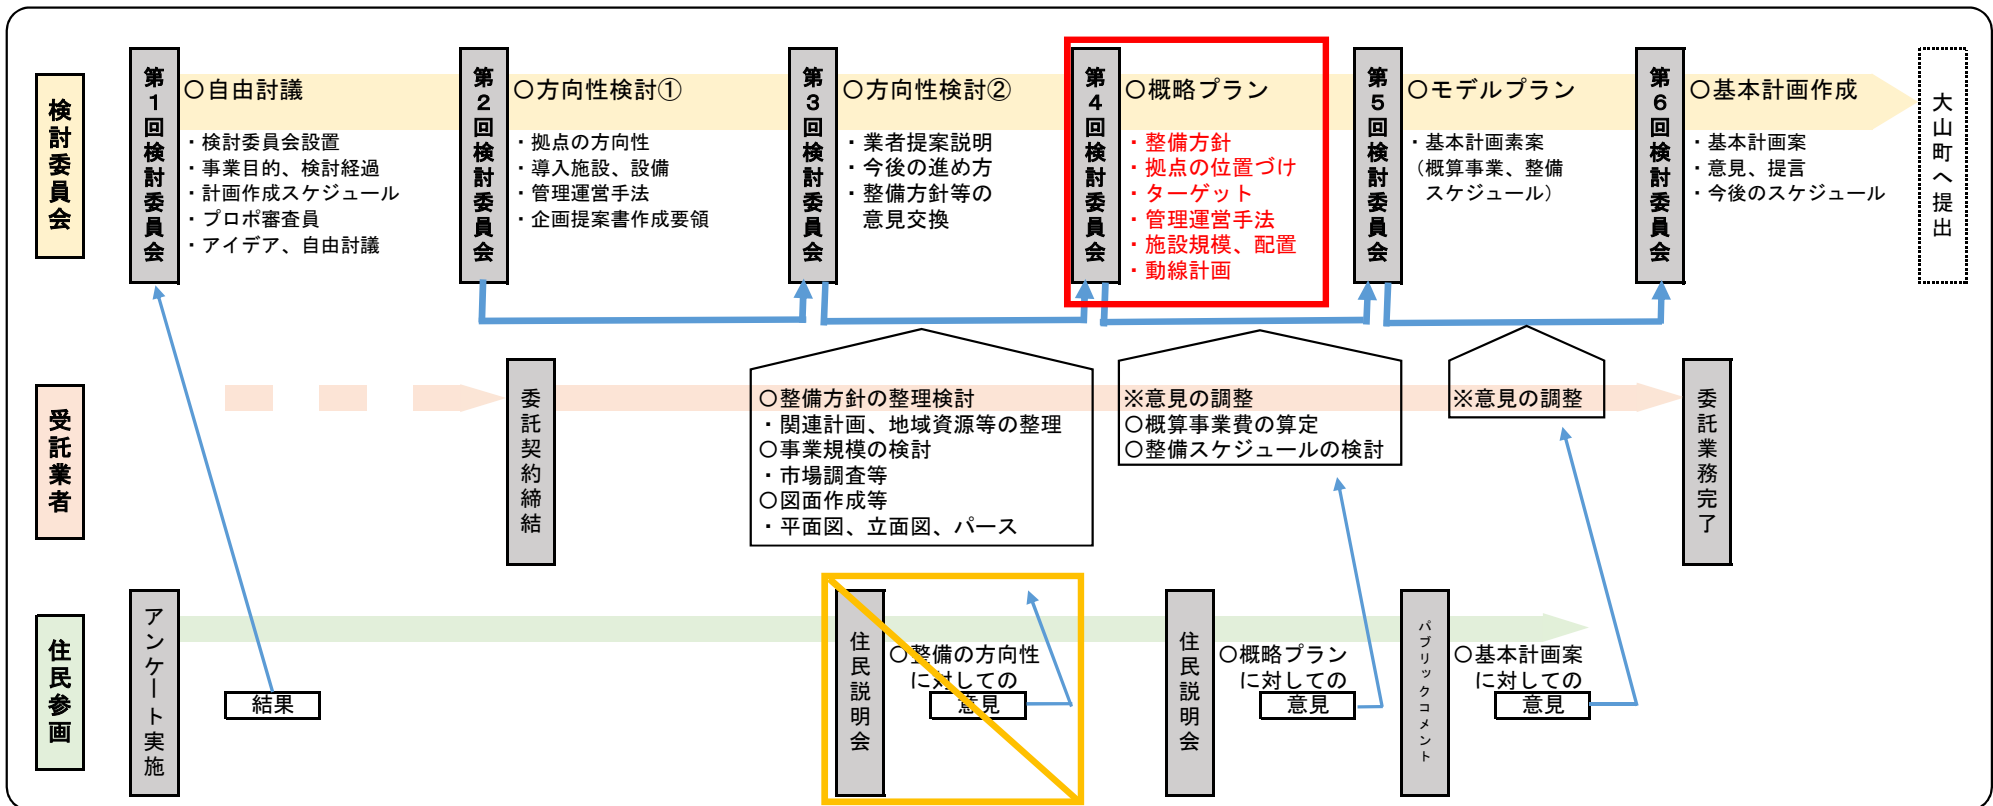 検討委員会
第1回検討委員会
〇自由討議
・検討委員会設置
・事業目的、検討経過
・計画作成スケジュール
・プロポ審査員
・アイデア、自由討議
第2回検討委員会
〇方向性検討①
・拠点の方向性
・導入施設、設備
・管理運営手法
・企画提案書作成要領
第3回検討委員会
〇方向性検討②
・業者提案説明
・今後の進め方
・整備方針等の
意見交換
第4回検討委員会
〇概略プラン
・整備方針
・拠点の位置づけ
・ターゲット
・管理運営手法
・施設規模、配置
・動線計画
第5回検討委員会
〇モデルプラン
・基本計画素案
（概算事業、整備
スケジュール）
第6回検討委員会
〇基本計画作成
・基本計画案
・意見、提言
・今後のスケジュール
大山町へ提出
受託業者
委託契約締結
〇整備方針の整理検討
・関連計画、地域資源等の整理
〇事業規模の検討
・市場調査等
〇図面作成等
・平面図、立面図、パース
※意見の調整
〇概算事業費の算定
〇整備スケジュールの検討
※意見の調整
委託業務完了
住民参画
アンケート実施
結果
住民説明会
〇整備の方向性
に対しての
意見
住民説明会
〇概略プラン
に対しての
意見
パブリックコメント
〇基本計画案
に対しての
意見